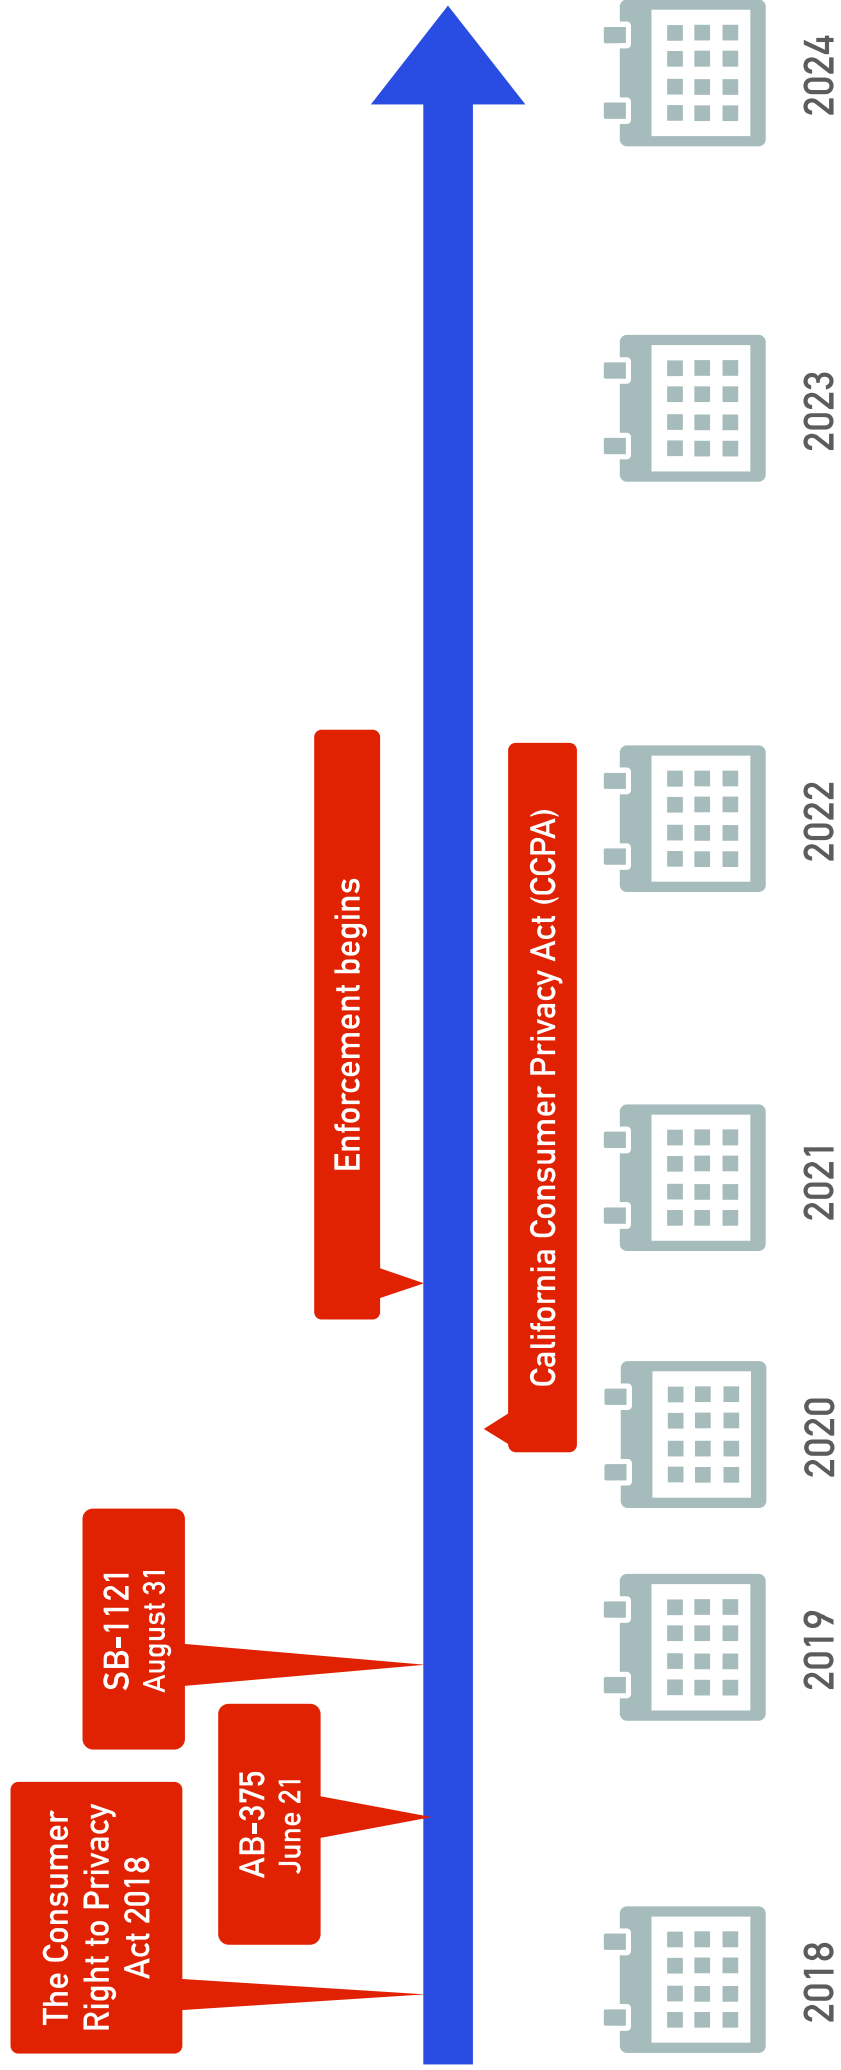 The Consumer
Right to Privacy
Act 2018
AB-375
June 21
SB-1121
August 31
Enforcement begins
California Consumer Privacy Act (CCPA)
2018
2019
2020
2021
2022
2023
2024